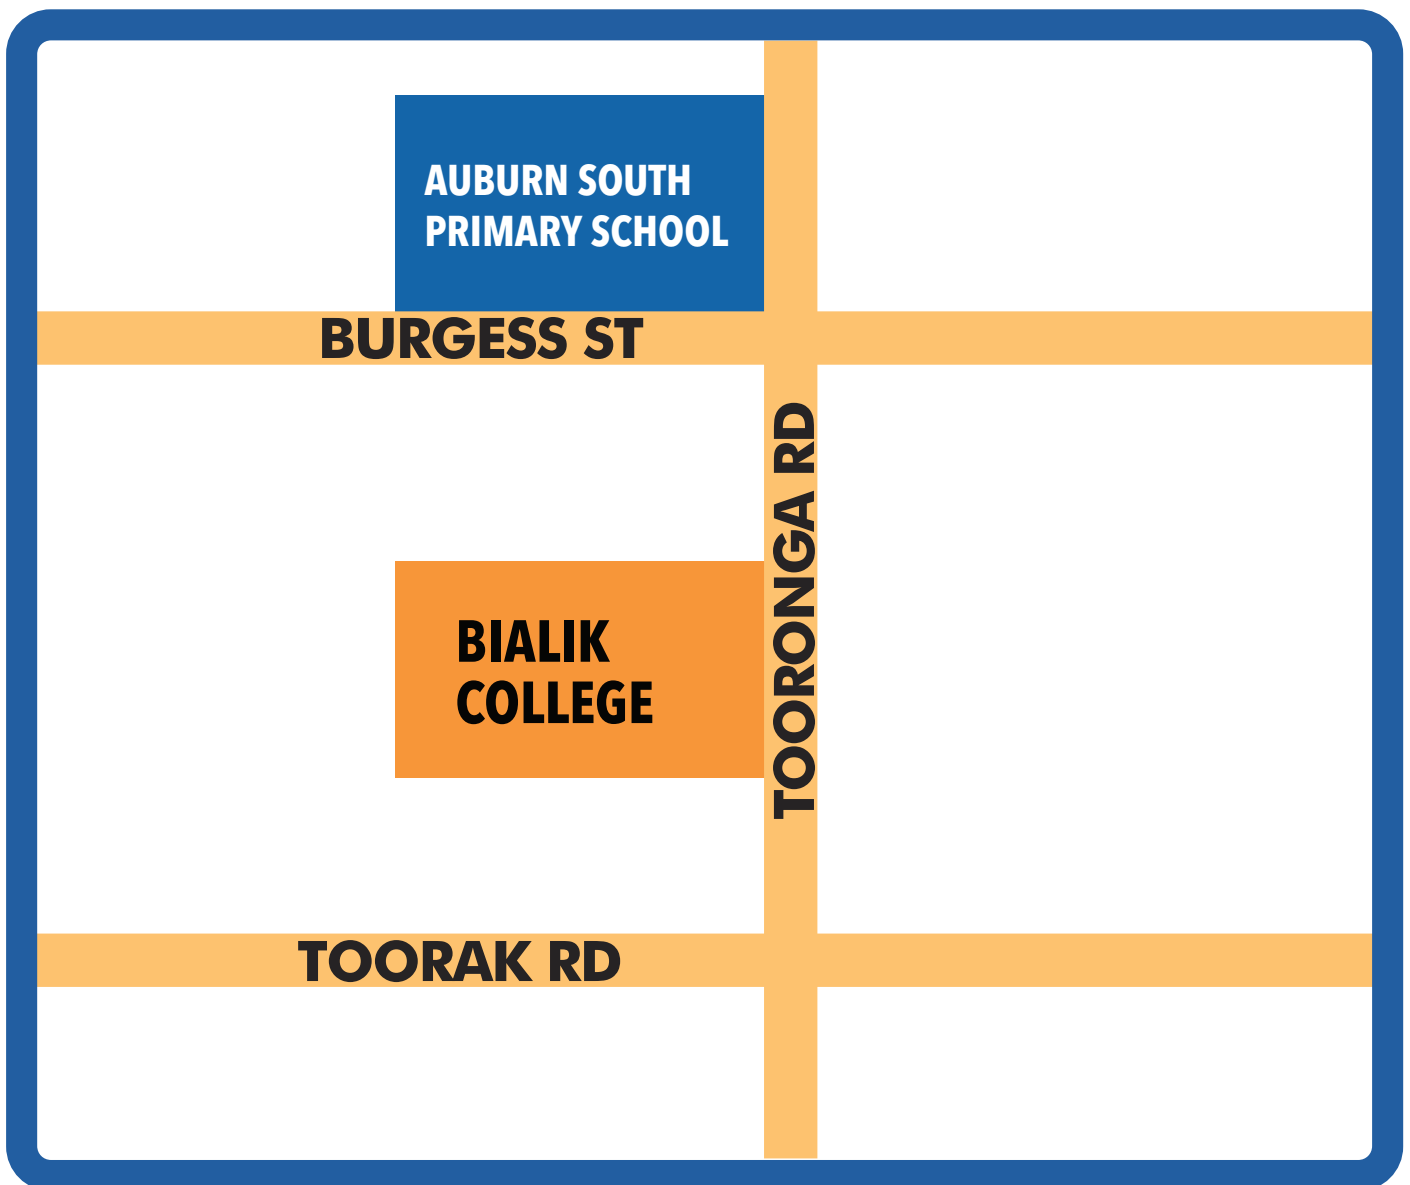 AUBURN SOUTH
PRIMARY SCHOOL
BURGESS ST
TOORONGA RD
BIALIK
COLLEGE
TOORAK RD